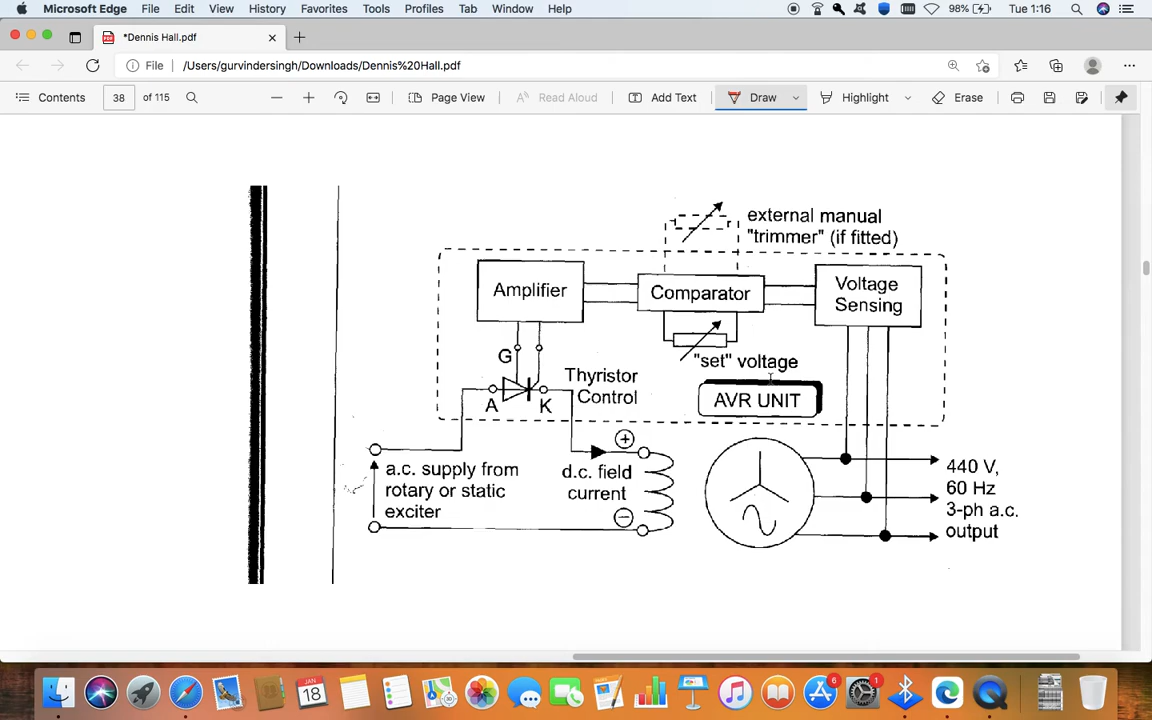 Microsoft Edge File Edit View History Favorites Tools Profiles Tab Window Help 98% Tue 1:16
*Dennis Hall.pdf
File /Users/gurvindersingh/Downloads/Dennis%20Hall.pdf
Contents 38 of 115 Page View Read Aloud Add Text Draw Highlight Erase
external manual
"trimmer" (if fitted)
Amplifier
Comparator
Voltage
Sensing
"set" voltage
G
A
K
Thyristor
Control
AVR UNIT
a.c. supply from
rotary or static
exciter
d.c. field
current
+
−
440 V,
60 Hz
3-ph a.c.
output
JAN
18
6
1